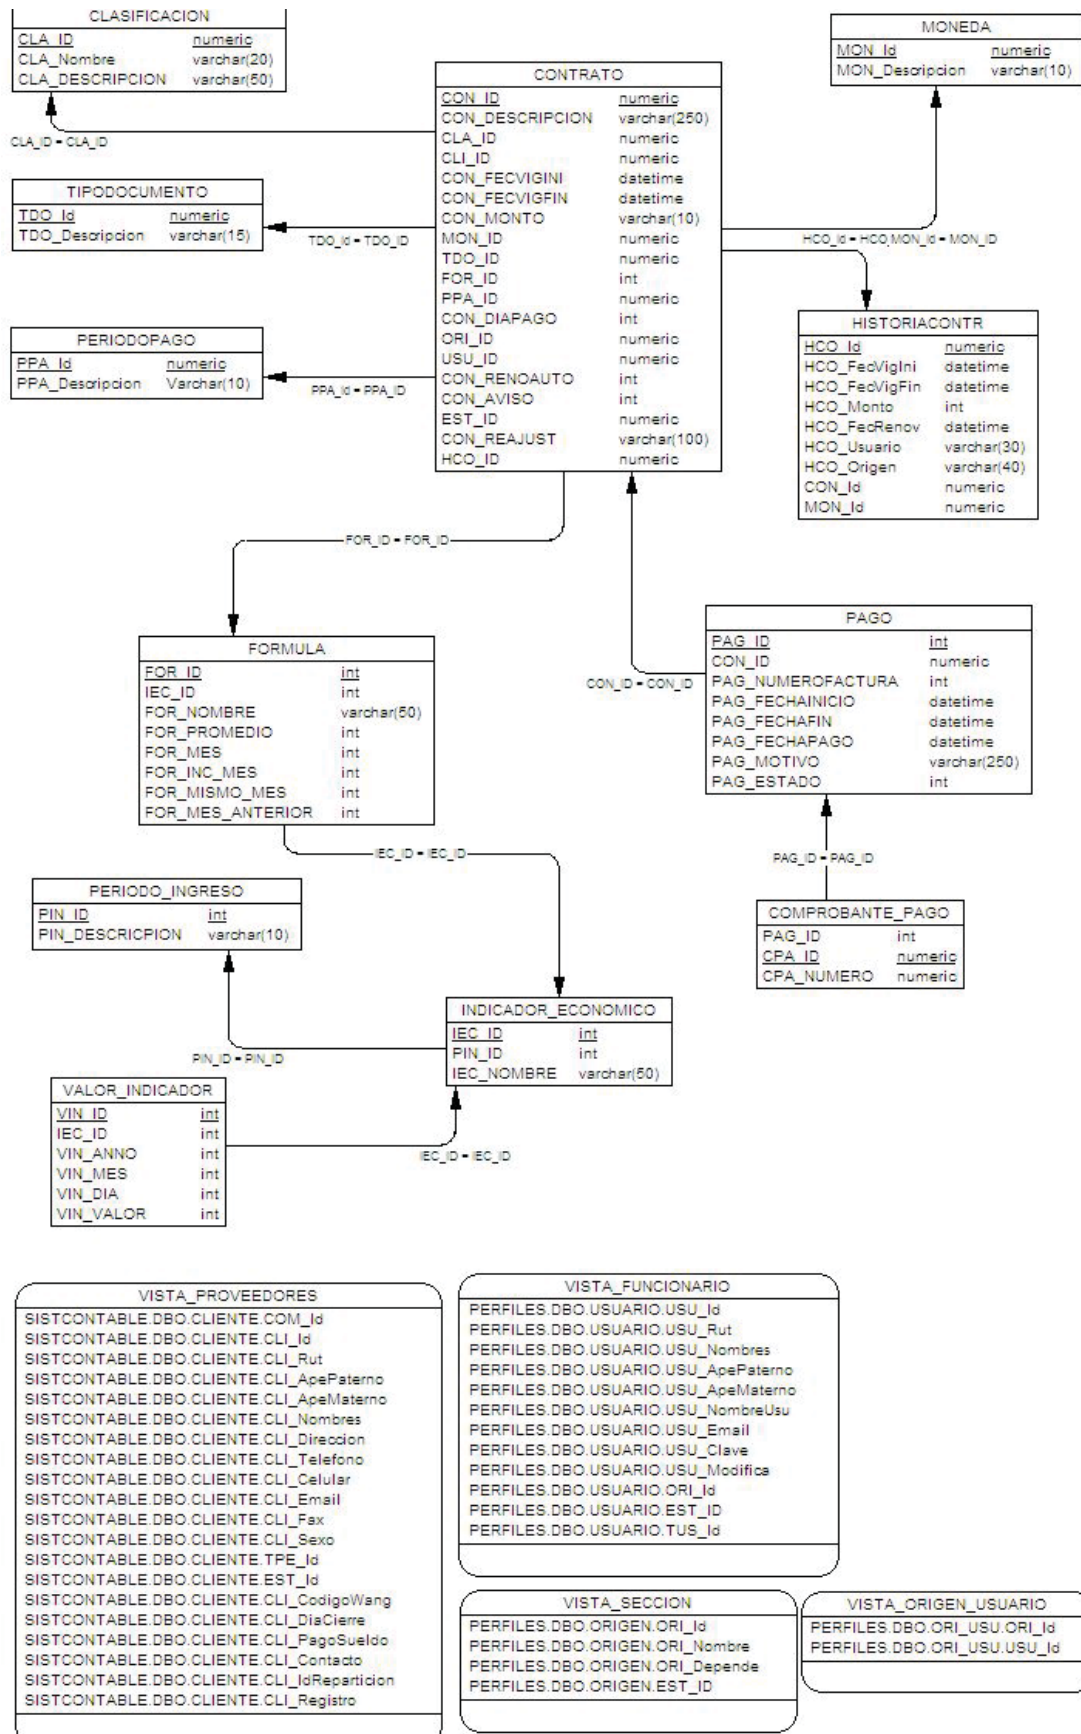 CLASIFICACION
CLA_ID numeric
CLA_Nombre varchar(20)
CLA_DESCRIPCION varchar(50)
CLA_ID = CLA_ID
MONEDA
MON_Id numeric
MON_Descripcion varchar(10)
CONTRATO
CON_ID numeric
CON_DESCRIPCION varchar(250)
CLA_ID numeric
CLI_ID numeric
CON_FECVIGINI datetime
CON_FECVIGFIN datetime
CON_MONTO varchar(10)
MON_ID numeric
TDO_ID numeric
FOR_ID int
PPA_ID numeric
CON_DIAPAGO int
ORI_ID numeric
USU_ID numeric
CON_RENOAUTO int
CON_AVISO int
EST_ID numeric
CON_REAJUST varchar(100)
HCO_ID numeric
TIPODOCUMENTO
TDO_Id numeric
TDO_Descripcion varchar(15)
TDO_Id = TDO_ID
HCO_Id = HCO_MON_Id = MON_ID
PERIODOPAGO
PPA_Id numeric
PPA_Descripcion Varchar(10)
PPA_Id = PPA_ID
HISTORIACONTR
HCO_Id numeric
HCO_FecVigIni datetime
HCO_FecVigFin datetime
HCO_Monto int
HCO_FecRenov datetime
HCO_Usuario varchar(30)
HCO_Origen varchar(40)
CON_Id numeric
MON_Id numeric
FOR_ID = FOR_ID
FORMULA
FOR_ID int
IEC_ID int
FOR_NOMBRE varchar(50)
FOR_PROMEDIO int
FOR_MES int
FOR_INC_MES int
FOR_MISMO_MES int
FOR_MES_ANTERIOR int
CON_ID = CON_ID
PAGO
PAG_ID int
CON_ID numeric
PAG_NUMEROFACTURA int
PAG_FECHAINICIO datetime
PAG_FECHAFIN datetime
PAG_FECHAPAGO datetime
PAG_MOTIVO varchar(250)
PAG_ESTADO int
IEC_ID = IEC_ID
PAG_ID = PAG_ID
PERIODO_INGRESO
PIN_ID int
PIN_DESCRICPION varchar(10)
COMPROBANTE_PAGO
PAG_ID int
CPA_ID numeric
CPA_NUMERO numeric
PIN_ID = PIN_ID
INDICADOR_ECONOMICO
IEC_ID int
PIN_ID int
IEC_NOMBRE varchar(50)
VALOR_INDICADOR
VIN_ID int
IEC_ID int
VIN_ANNO int
VIN_MES int
VIN_DIA int
VIN_VALOR int
IEC_ID = IEC_ID
VISTA_PROVEEDORES
SISTCONTABLE.DBO.CLIENTE.COM_Id
SISTCONTABLE.DBO.CLIENTE.CLI_Id
SISTCONTABLE.DBO.CLIENTE.CLI_Rut
SISTCONTABLE.DBO.CLIENTE.CLI_ApePaterno
SISTCONTABLE.DBO.CLIENTE.CLI_ApeMaterno
SISTCONTABLE.DBO.CLIENTE.CLI_Nombres
SISTCONTABLE.DBO.CLIENTE.CLI_Direccion
SISTCONTABLE.DBO.CLIENTE.CLI_Telefono
SISTCONTABLE.DBO.CLIENTE.CLI_Celular
SISTCONTABLE.DBO.CLIENTE.CLI_Email
SISTCONTABLE.DBO.CLIENTE.CLI_Fax
SISTCONTABLE.DBO.CLIENTE.CLI_Sexo
SISTCONTABLE.DBO.CLIENTE.TPE_Id
SISTCONTABLE.DBO.CLIENTE.EST_Id
SISTCONTABLE.DBO.CLIENTE.CLI_CodigoWang
SISTCONTABLE.DBO.CLIENTE.CLI_DiaCierre
SISTCONTABLE.DBO.CLIENTE.CLI_PagoSueldo
SISTCONTABLE.DBO.CLIENTE.CLI_Contacto
SISTCONTABLE.DBO.CLIENTE.CLI_IdReparticion
SISTCONTABLE.DBO.CLIENTE.CLI_Registro
VISTA_FUNCIONARIO
PERFILES.DBO.USUARIO.USU_Id
PERFILES.DBO.USUARIO.USU_Rut
PERFILES.DBO.USUARIO.USU_Nombres
PERFILES.DBO.USUARIO.USU_ApePaterno
PERFILES.DBO.USUARIO.USU_ApeMaterno
PERFILES.DBO.USUARIO.USU_NombreUsu
PERFILES.DBO.USUARIO.USU_Email
PERFILES.DBO.USUARIO.USU_Clave
PERFILES.DBO.USUARIO.USU_Modifica
PERFILES.DBO.USUARIO.ORI_Id
PERFILES.DBO.USUARIO.EST_ID
PERFILES.DBO.USUARIO.TUS_Id
VISTA_SECCION
PERFILES.DBO.ORIGEN.ORI_Id
PERFILES.DBO.ORIGEN.ORI_Nombre
PERFILES.DBO.ORIGEN.ORI_Depende
PERFILES.DBO.ORIGEN.EST_ID
VISTA_ORIGEN_USUARIO
PERFILES.DBO.ORI_USU.ORI_Id
PERFILES.DBO.ORI_USU.USU_Id